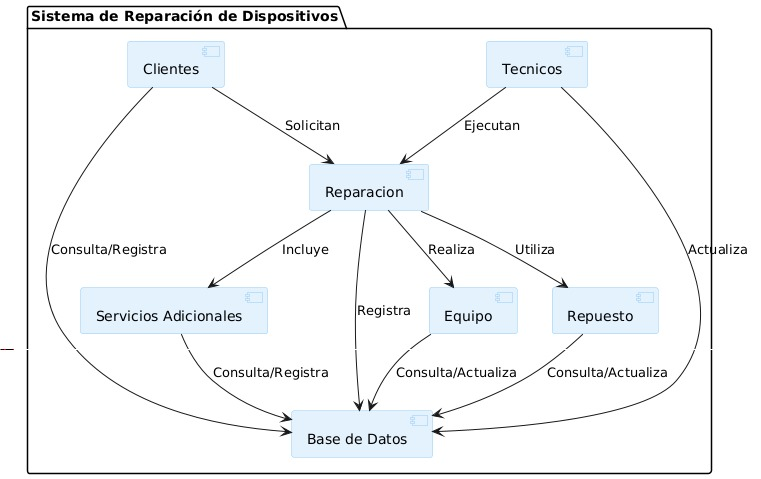 Sistema de Reparación de Dispositivos
Clientes
Tecnicos
Solicitan
Ejecutan
Reparacion
Consulta/Registra
Incluye
Realiza
Utiliza
Actualiza
Servicios Adicionales
Registra
Equipo
Repuesto
Consulta/Registra
Consulta/Actualiza
Consulta/Actualiza
Base de Datos